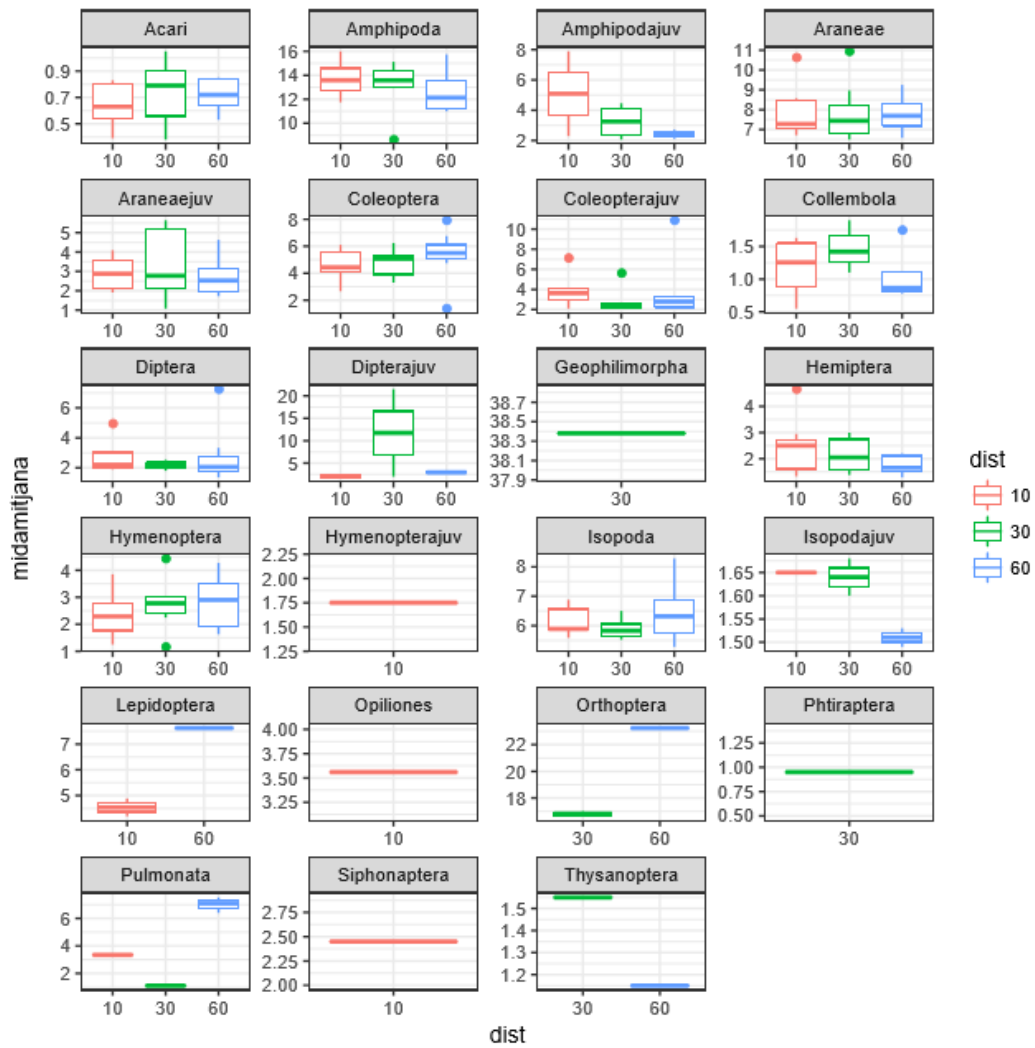 Acari Amphipoda Amphipodajuv Araneae
0.9 0.7 0.5
16 14 12 10
8 6 4 2
11 10 9 8 7
10 30 60 10 30 60 10 30 60 10 30 60
Araneaejuv Coleoptera Coleopterajuv Collembola
5 4 3 2 1
8 6 4 2
10 8 6 4 2
1.5 1.0 0.5
10 30 60 10 30 60 10 30 60 10 30 60
Diptera Dipterajuv Geophilimorpha Hemiptera
6 4 2
20 15 10 5
38.7 38.5 38.3 38.1 37.9
4 3 2
10 30 60 10 30 60 30 10 30 60
Hymenoptera Hymenopterajuv Isopoda Isopodajuv
4 3 2 1
2.25 2.00 1.75 1.50 1.25
8 7 6
1.65 1.60 1.55 1.50
10 30 60 10 10 30 60 10 30 60
Lepidoptera Opiliones Orthoptera Phtiraptera
7 6 5
4.00 3.75 3.50 3.25
22 20 18 16
1.25 1.00 0.75 0.50
10 60 10 30 60 30
Pulmonata Siphonaptera Thysanoptera
6 4 2
2.75 2.50 2.25 2.00
1.5 1.4 1.3 1.2
10 30 60 10 30 60
midamitjana
dist
dist
10
30
60